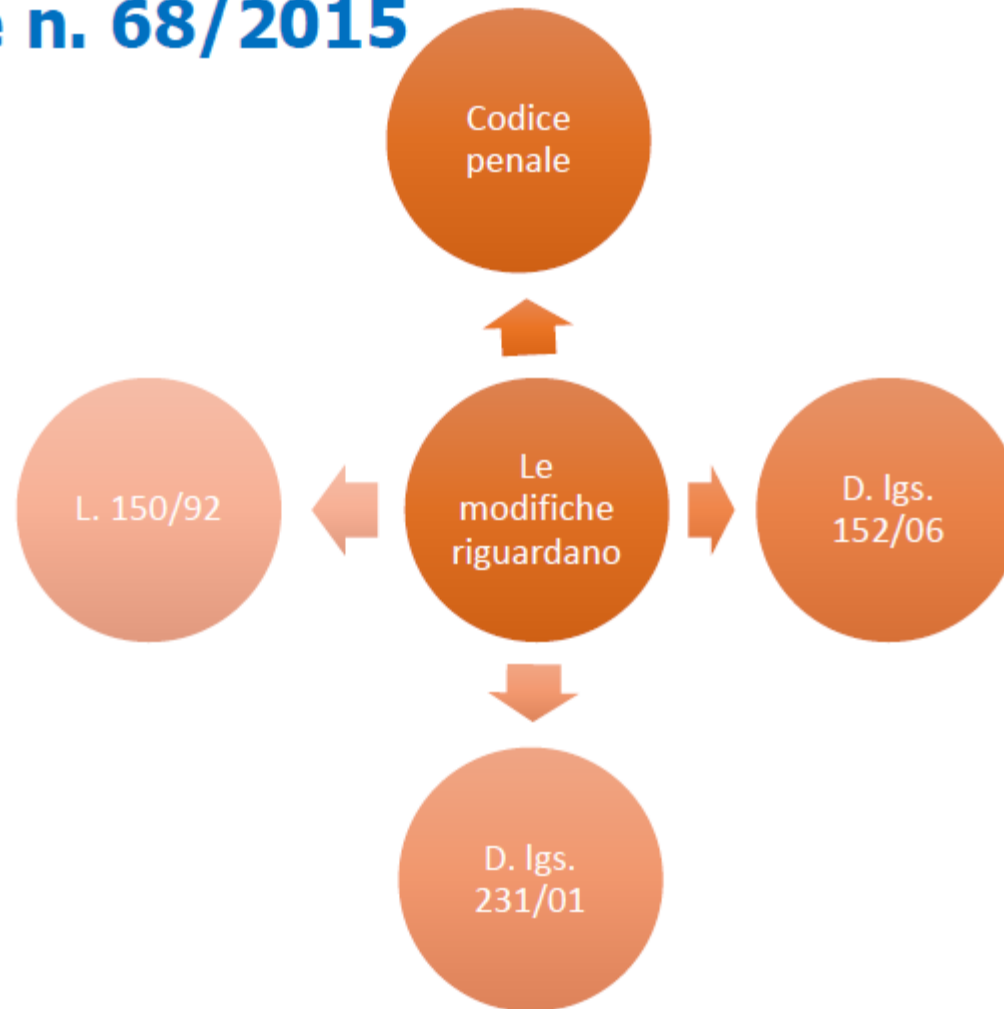 e n. 68/2015
Codice
penale
L. 150/92
Le
modifiche
riguardano
D. lgs.
152/06
D. lgs.
231/01